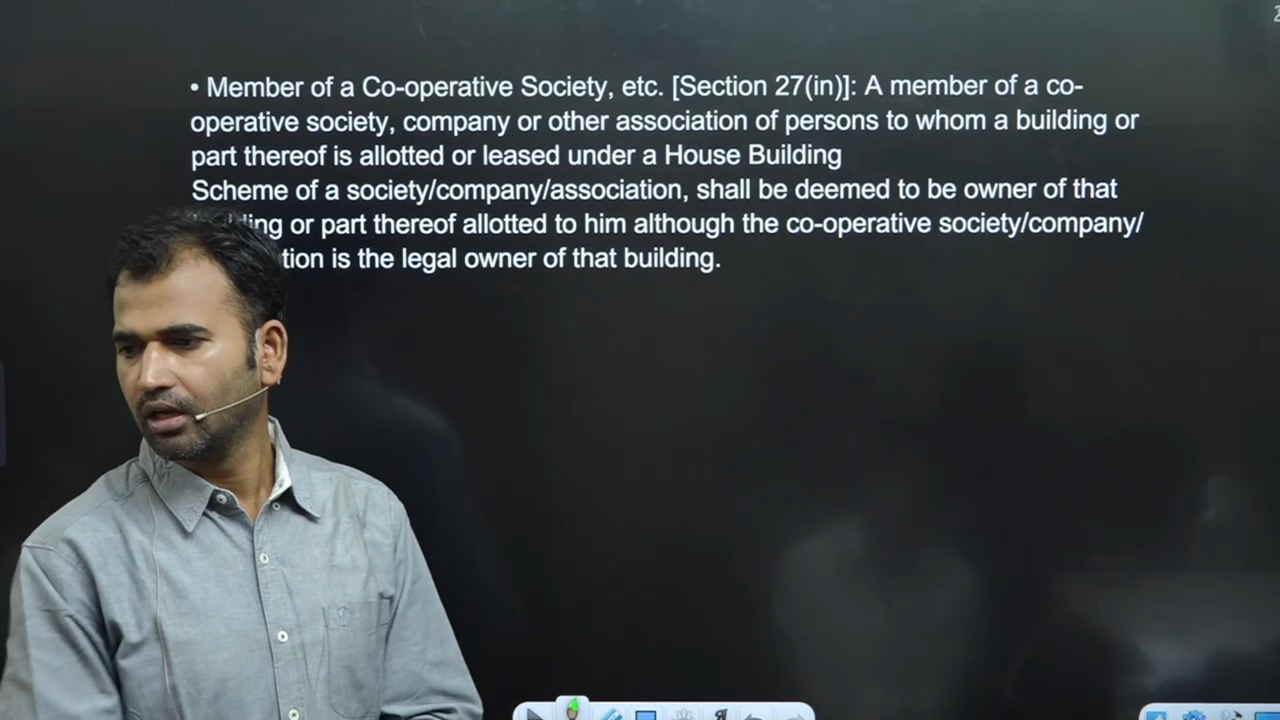 • Member of a Co-operative Society, etc. [Section 27(in)]: A member of a co-
operative society, company or other association of persons to whom a building or
part thereof is allotted or leased under a House Building
Scheme of a society/company/association, shall be deemed to be owner of that
ing or part thereof allotted to him although the co-operative society/company/
tion is the legal owner of that building.